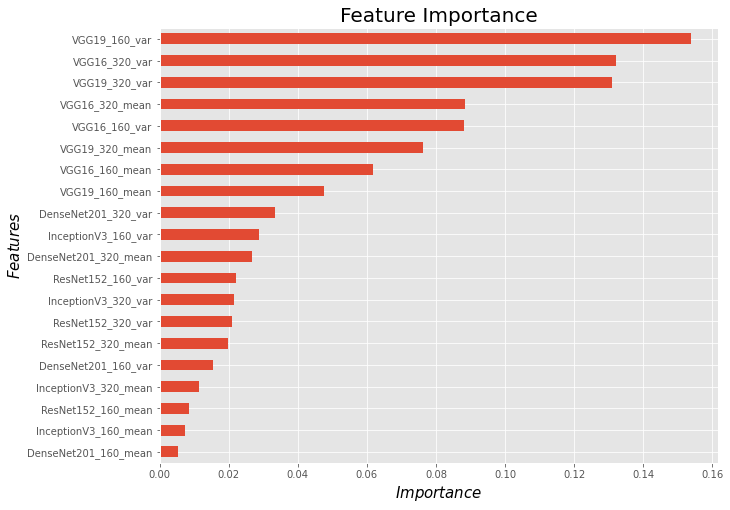 Feature Importance
VGG19_160_var
VGG16_320_var
VGG19_320_var
VGG16_320_mean
VGG16_160_var
VGG19_320_mean
VGG16_160_mean
VGG19_160_mean
DenseNet201_320_var
InceptionV3_160_var
DenseNet201_320_mean
ResNet152_160_var
InceptionV3_320_var
ResNet152_320_var
ResNet152_320_mean
DenseNet201_160_var
InceptionV3_320_mean
ResNet152_160_mean
InceptionV3_160_mean
DenseNet201_160_mean
Features
0.00 0.02 0.04 0.06 0.08 0.10 0.12 0.14 0.16
Importance